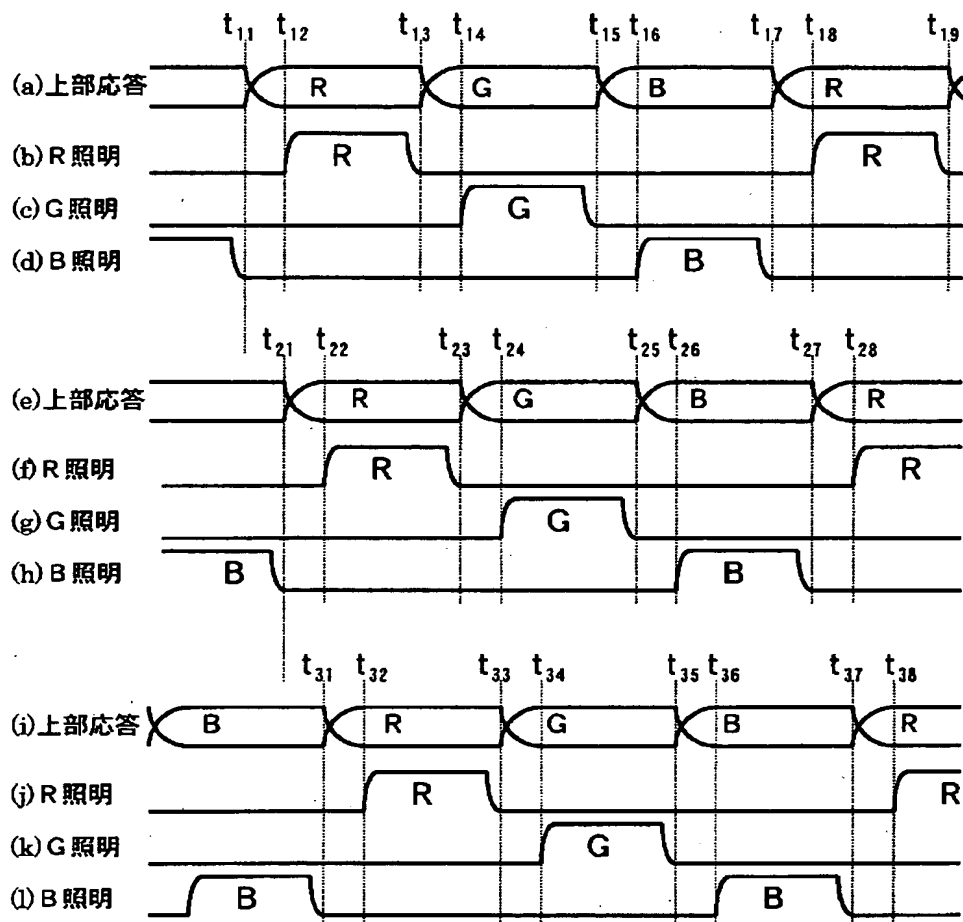 t11 t12 t13 t14 t15 t16 t17 t18 t19
(a)上部応答 R G B R
(b)R照明 R R
(c)G照明 G
(d)B照明 B
t21 t22 t23 t24 t25 t26 t27 t28
(e)上部応答 R G B R
(f)R照明 R R
(g)G照明 G
(h)B照明 B B
t31 t32 t33 t34 t35 t36 t37 t38
(i)上部応答 B R G B R
(j)R照明 R R
(k)G照明 G
(l)B照明 B B